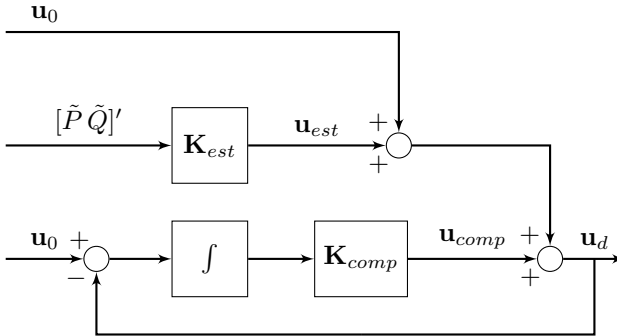 u₀
[P̃ Q̃]′
K_est
u_est
+
+
u₀
+
−
∫
K_comp
u_comp
+
+
u_d